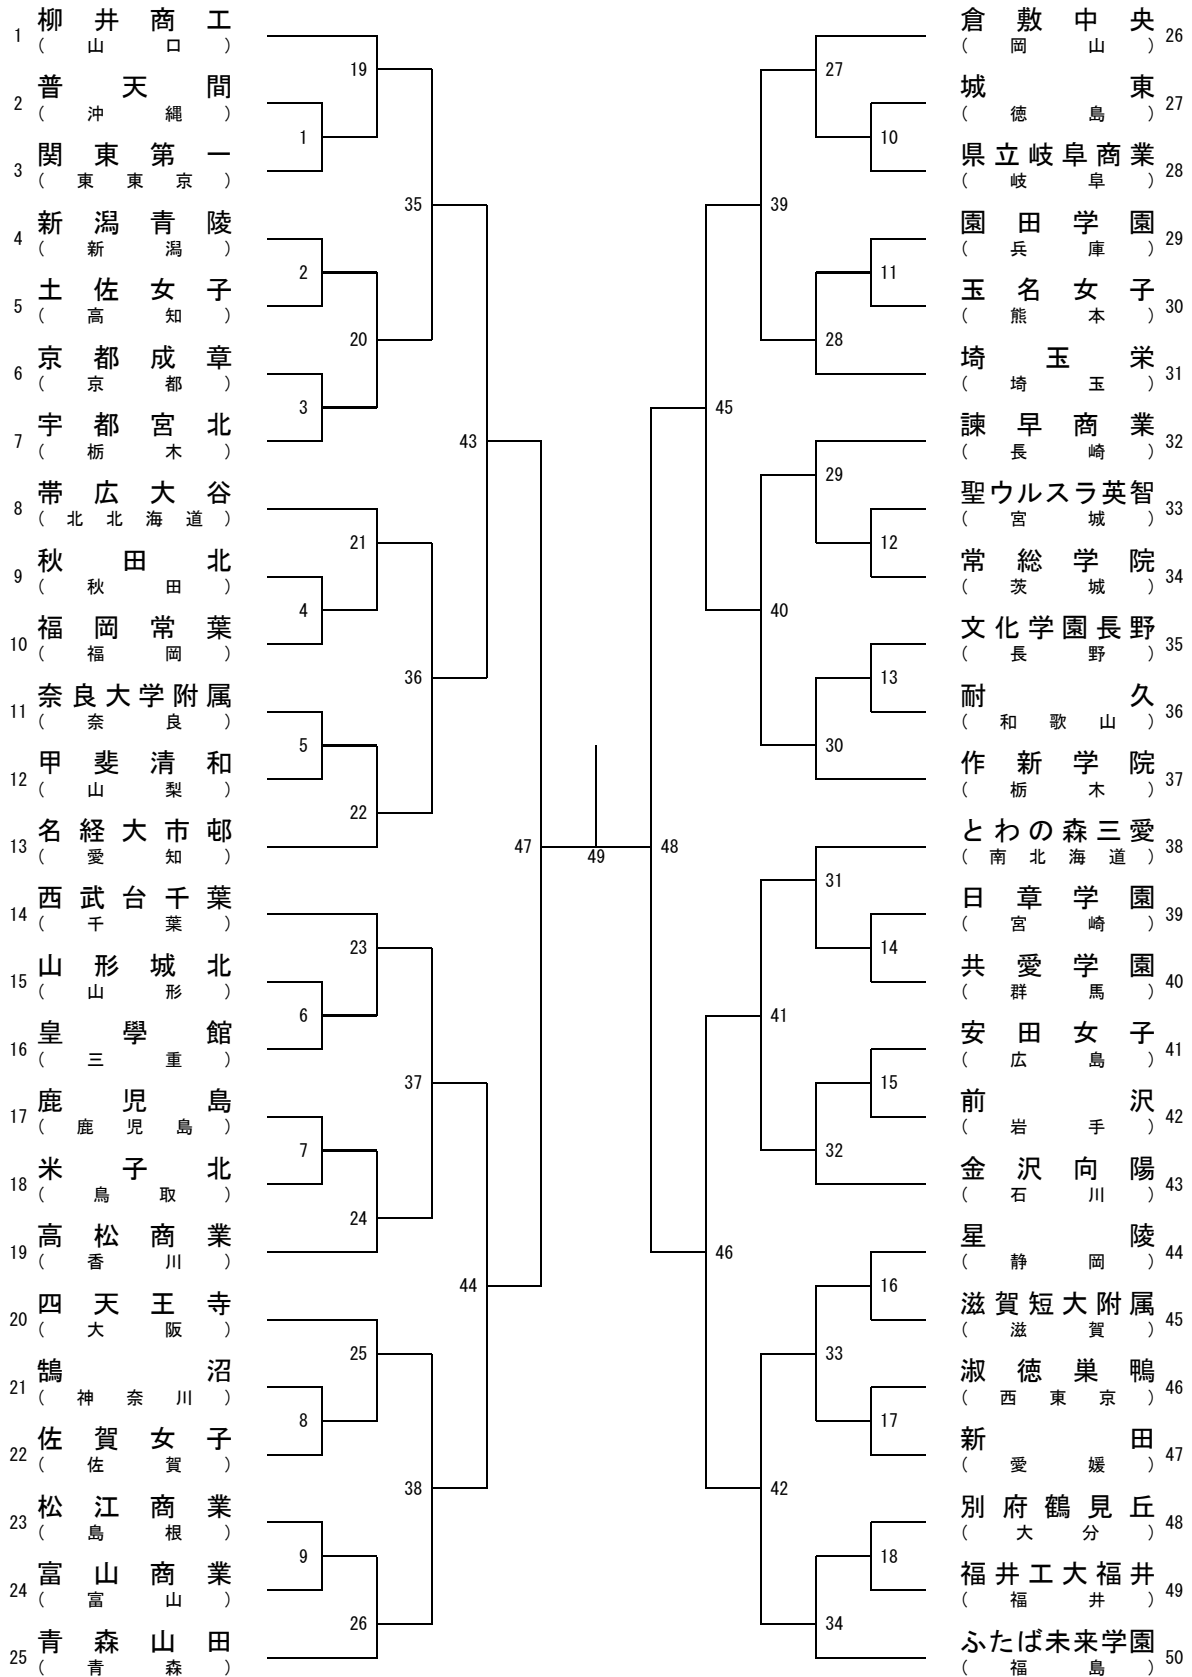 1 柳井商工
(山口)
2 普天間
(沖縄)
3 関東第一
(東東京)
4 新潟青陵
(新潟)
5 土佐女子
(高知)
6 京都成章
(京都)
7 宇都宮北
(栃木)
8 帯広大谷
(北北海道)
9 秋田北
(秋田)
10 福岡常葉
(福岡)
11 奈良大学附属
(奈良)
12 甲斐清和
(山梨)
13 名経大市邨
(愛知)
14 西武台千葉
(千葉)
15 山形城北
(山形)
16 皇學館
(三重)
17 鹿児島
(鹿児島)
18 米子北
(鳥取)
19 高松商業
(香川)
20 四天王寺
(大阪)
21 鵠沼
(神奈川)
22 佐賀女子
(佐賀)
23 松江商業
(島根)
24 富山商業
(富山)
25 青森山田
(青森)
19
1
35
2
20
3
43
21
4
36
5
22
47
23
6
37
7
24
44
25
8
38
9
26
49
48
27
10
39
11
28
45
29
12
40
13
30
31
14
41
15
32
46
16
33
17
42
18
34
倉敷中央 26
(岡山)
城東 27
(徳島)
県立岐阜商業 28
(岐阜)
園田学園 29
(兵庫)
玉名女子 30
(熊本)
埼玉栄 31
(埼玉)
諫早商業 32
(長崎)
聖ウルスラ英智 33
(宮城)
常総学院 34
(茨城)
文化学園長野 35
(長野)
耐久 36
(和歌山)
作新学院 37
(栃木)
とわの森三愛 38
(南北海道)
日章学園 39
(宮崎)
共愛学園 40
(群馬)
安田女子 41
(広島)
前沢 42
(岩手)
金沢向陽 43
(石川)
星陵 44
(静岡)
滋賀短大附属 45
(滋賀)
淑徳巣鴨 46
(西東京)
新田 47
(愛媛)
別府鶴見丘 48
(大分)
福井工大福井 49
(福井)
ふたば未来学園 50
(福島)